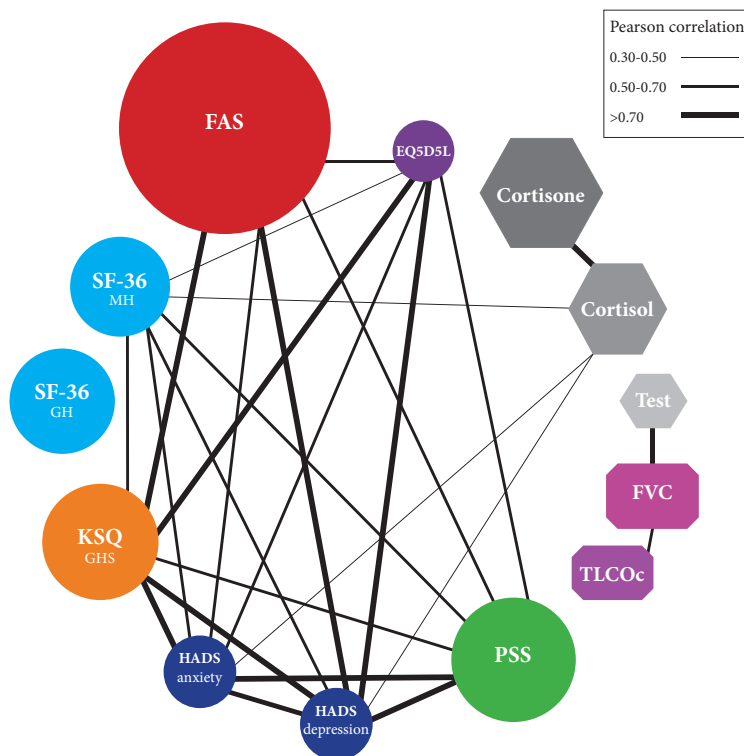 Pearson correlation
0.30-0.50
0.50-0.70
>0.70
FAS
EQ5D5L
Cortisone
SF-36
MH
Cortisol
SF-36
GH
Test
FVC
KSQ
GHS
TLCOc
HADS
anxiety
PSS
HADS
depression